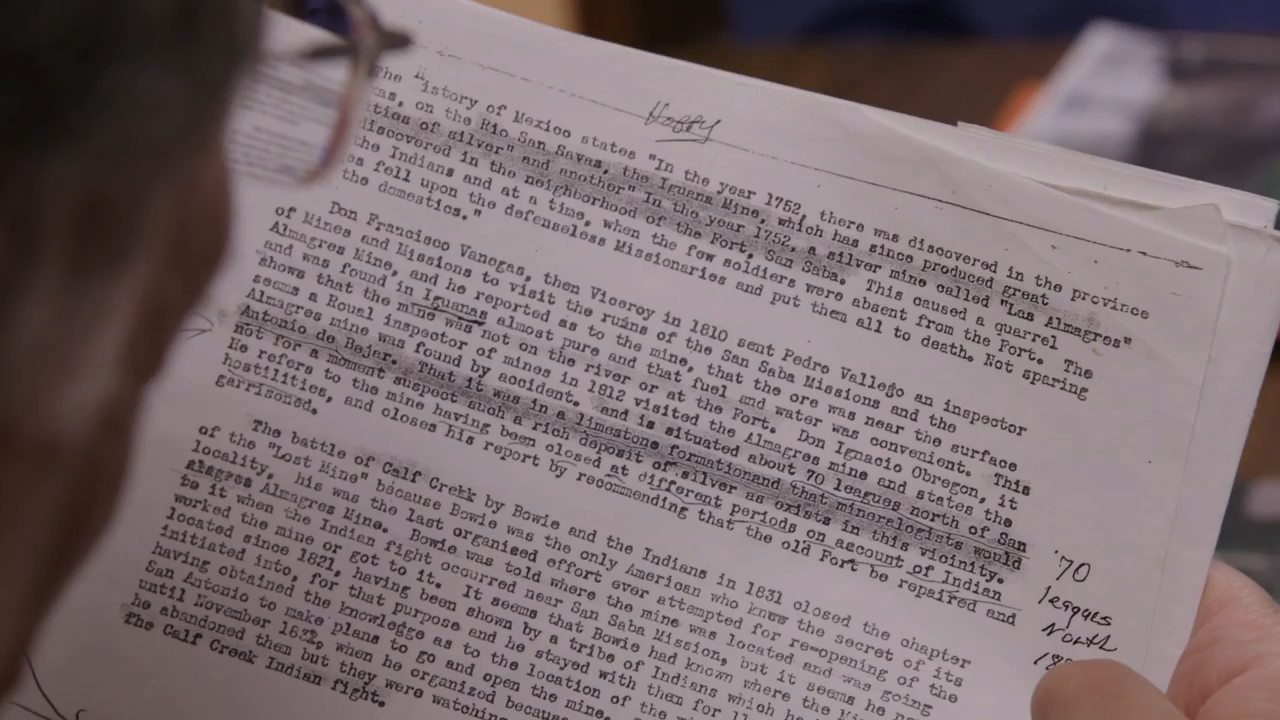 Hoffy
The "istory of Mexico states "In the year 1752, there was discovered in the province
xas, on the Rio San Savas, the Iguana Mine, which has since produced great
ties of silver" and another" In the year 1752, a silver mine called "Las Almagres"
discovered in the neighborhood of the Fort, San Saba. This caused a quarrel
the Indians and at a time, when the few soldiers were absent from the Fort. The
es fell upon the defenseless Missionaries and put them all to death. Not sparing
the domestics."
Don Francisco Vanogas, then Viceroy in 1810 sent Pedro Vallego an inspector
of Mines and Missions to visit the ruins of the San Saba Missions and the
Almagres Mine, and he reported as to the mine, that the ore was near the surface
and was found in Iguanas almost pure and that fuel and water was convenient. This
shows that the mine was not on the river or at the Fort. Don Ignacio Obregon, it
seems a Roual inspector of mines in 1812 visited the Almagres mine and states the
Almagres mine was found by accident. and is situated about 70 leagues north of San
Antonio de Bejar. That it was in a limestone formationand that mineralogists would
not for a moment suspect such a rich deposit of silver as exists in this vicinity.
He refers to the mine having been closed at different periods on account of Indian
hostilities, and closes his report by recommending that the old Fort be repaired and
garrisoned.
70
leagues
North
The battle of Calf Creek by Bowie and the Indians in 1831 closed the chapter
of the "Lost Mine" because Bowie was the only American who knew the secret of its
locality, his was the last organised effort ever attempted for re-opening of the
Almagres Mine. Bowie was told where the mine was located and was going
to it when the Indian fight occurred near San Saba Mission, but it seems he
worked the mine or got to it. It seems that Bowie had known where the
located since 1821, having been shown by a tribe of Indians which he
initiated into, for that purpose and he stayed with them for
having obtained the knowledge as to the location of the
San Antonio to make plans to go and open the mine.
until November when he organized because
he abandoned than but they were watching
the Calf Creek Indian fight.